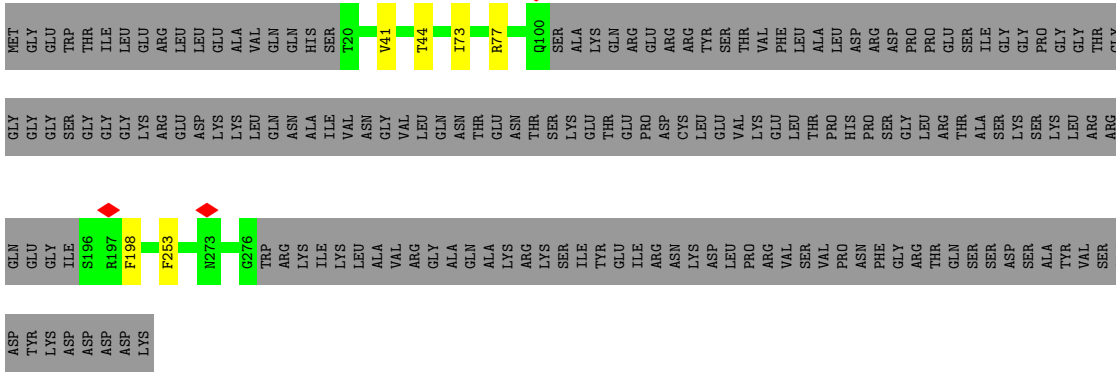 MET GLY GLU TRP THR ILE LEU GLU ARG LEU LEU GLU ALA VAL GLN GLN HIS SER T20 V41 T44 I73 R77 Q100 SER ALA LYS GLN ARG GLU ARG ARG TYR SER THR VAL PHE LEU ALA LEU ASP ARG ASP PRO PRO GLU SER ILE GLY GLY PRO GLY GLY THR GLY
GLY GLY GLY SER GLY GLY GLY LYS ARG GLU ASP LYS LYS LEU GLN ASN ALA ILE VAL ASN GLY VAL LEU GLN ASN THR GLU ASN THR SER LYS GLU THR GLU PRO ASP CYS LEU GLU VAL LYS GLU LEU THR PRO HIS PRO SER GLY LEU ARG THR ALA SER LYS SER LYS LEU ARG ARG
GLN GLU GLY ILE S196 R197 F198 F253 N273 G276 TRP ARG LYS ILE LYS LEU ALA VAL ARG GLY ALA GLN ALA LYS ARG LYS SER ILE TYR GLU ILE ARG ASN LYS ASP LEU PRO ARG VAL SER VAL PRO ASN PHE GLY ARG THR GLN SER SER ASP SER ALA TYR VAL SER
ASP TYR LYS ASP ASP ASP ASP LYS